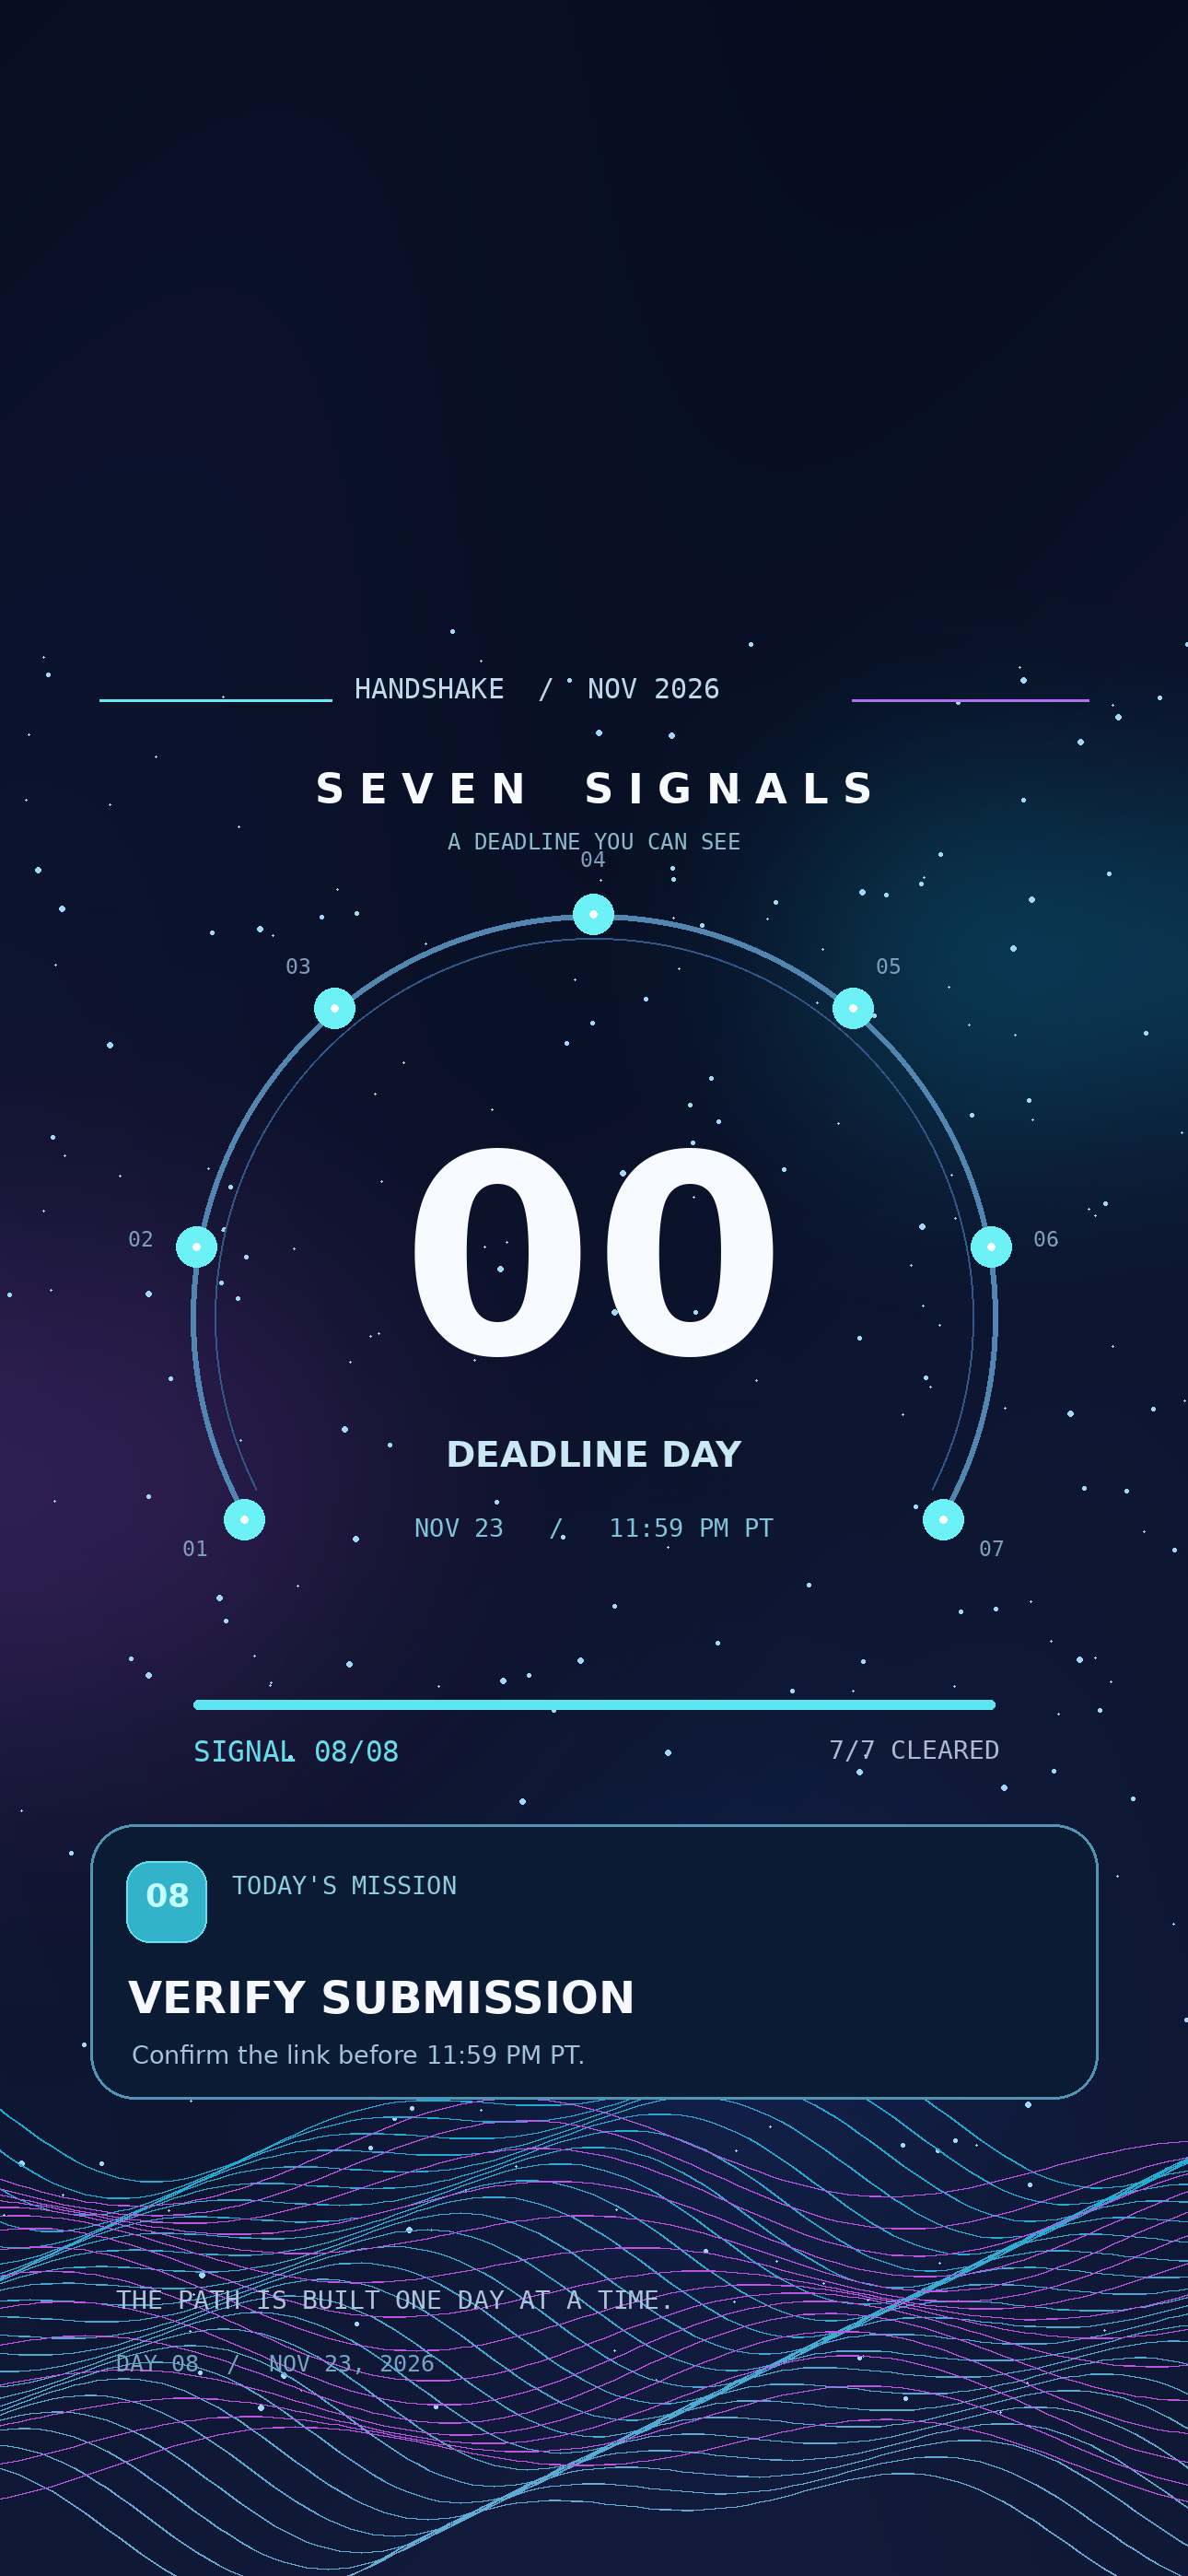 HANDSHAKE / NOV 2026
SEVEN SIGNALS
A DEADLINE YOU CAN SEE
04
03
05
02
06
00
DEADLINE DAY
NOV 23 / 11:59 PM PT
01
07
SIGNAL 08/08
7/7 CLEARED
08
TODAY'S MISSION
VERIFY SUBMISSION
Confirm the link before 11:59 PM PT.
THE PATH IS BUILT ONE DAY AT A TIME.
DAY 08 / NOV 23, 2026